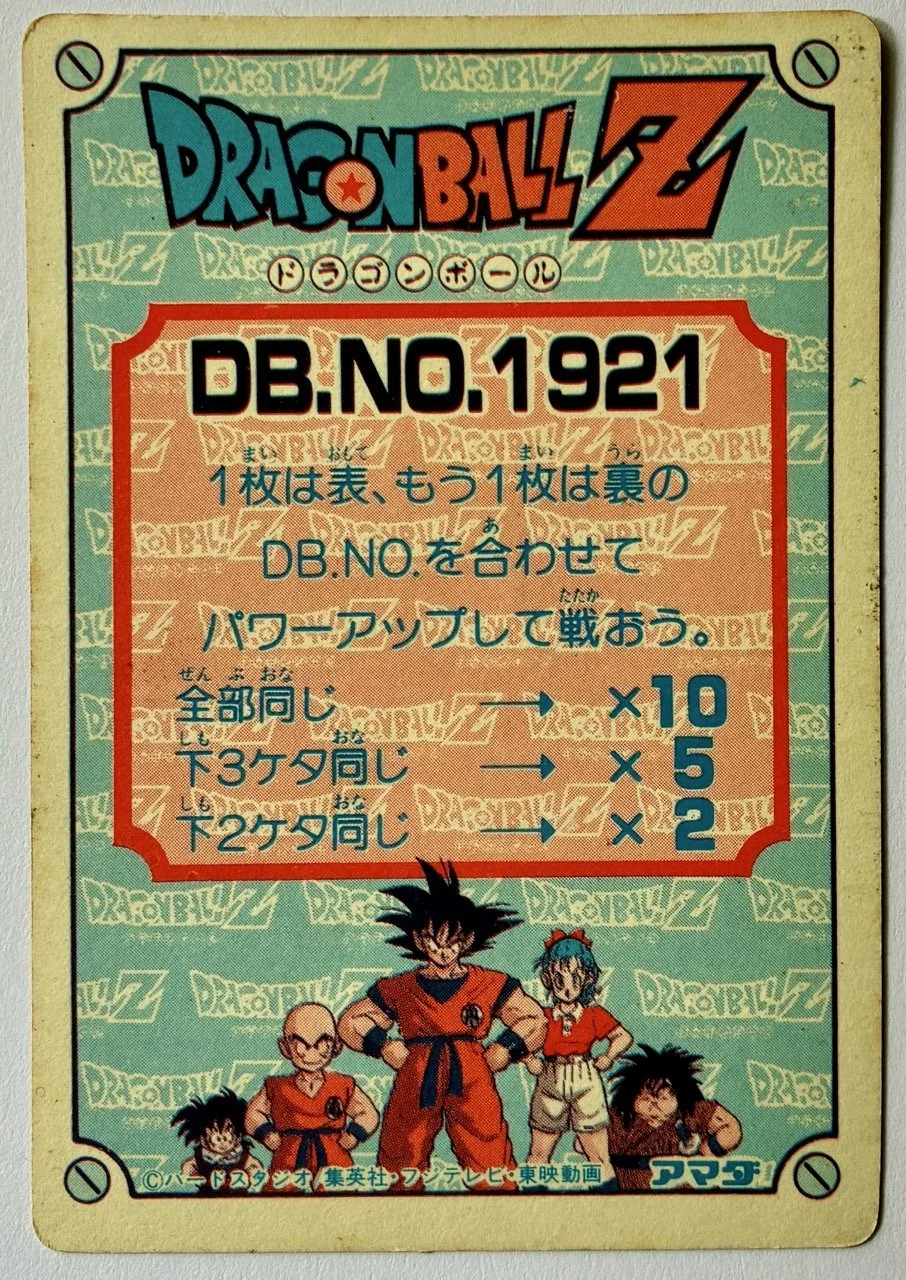 DRAGONBALL Z
ドラゴンボール
DB.NO.1921
1枚は表、もう1枚は裏の
DB.NO.を合わせて
パワーアップして戦おう。
全部同じ → ×10
下3ケタ同じ → × 5
下2ケタ同じ → × 2
©バードスタジオ/集英社・フジテレビ・東映動画 アマダ